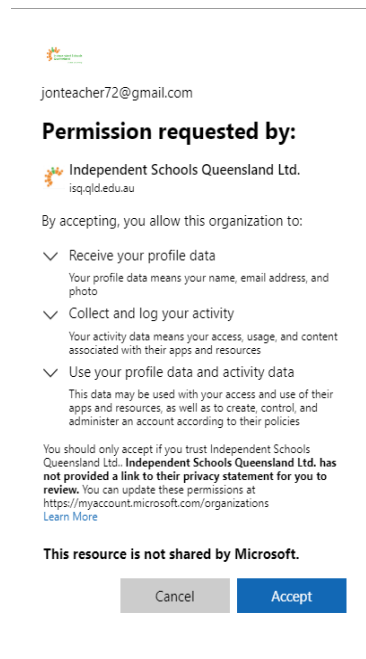 jonteacher72@gmail.com
Permission requested by:
Independent Schools Queensland Ltd.
isq.qld.edu.au
By accepting, you allow this organization to:
Receive your profile data
Your profile data means your name, email address, and
photo
Collect and log your activity
Your activity data means your access, usage, and content
associated with their apps and resources
Use your profile data and activity data
This data may be used with your access and use of their
apps and resources, as well as to create, control, and
administer an account according to their policies
You should only accept if you trust Independent Schools
Queensland Ltd.. Independent Schools Queensland Ltd. has
not provided a link to their privacy statement for you to
review. You can update these permissions at
https://myaccount.microsoft.com/organizations
Learn More
This resource is not shared by Microsoft.
Cancel
Accept